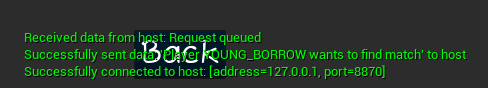 Received data from host: Request queued
Successfully sent data: 'Player YOUNG_BORROW wants to find match' to host
Back
Successfully connected to host: [address=127.0.0.1, port=8870]